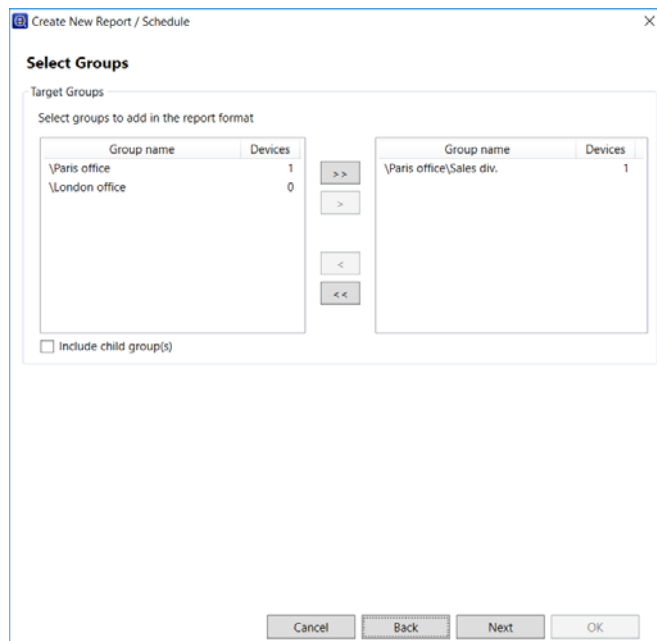 Create New Report / Schedule
Select Groups
Target Groups
Select groups to add in the report format
Group name Devices
\Paris office 1
\London office 0
>>
>
<
<<
Group name Devices
\Paris office\Sales div. 1
Include child group(s)
Cancel Back Next OK